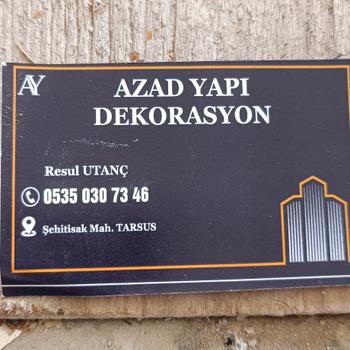 AY
AZAD YAPI
DEKORASYON
Resul UTANÇ
0535 030 73 46
Şehitisak Mah. TARSUS